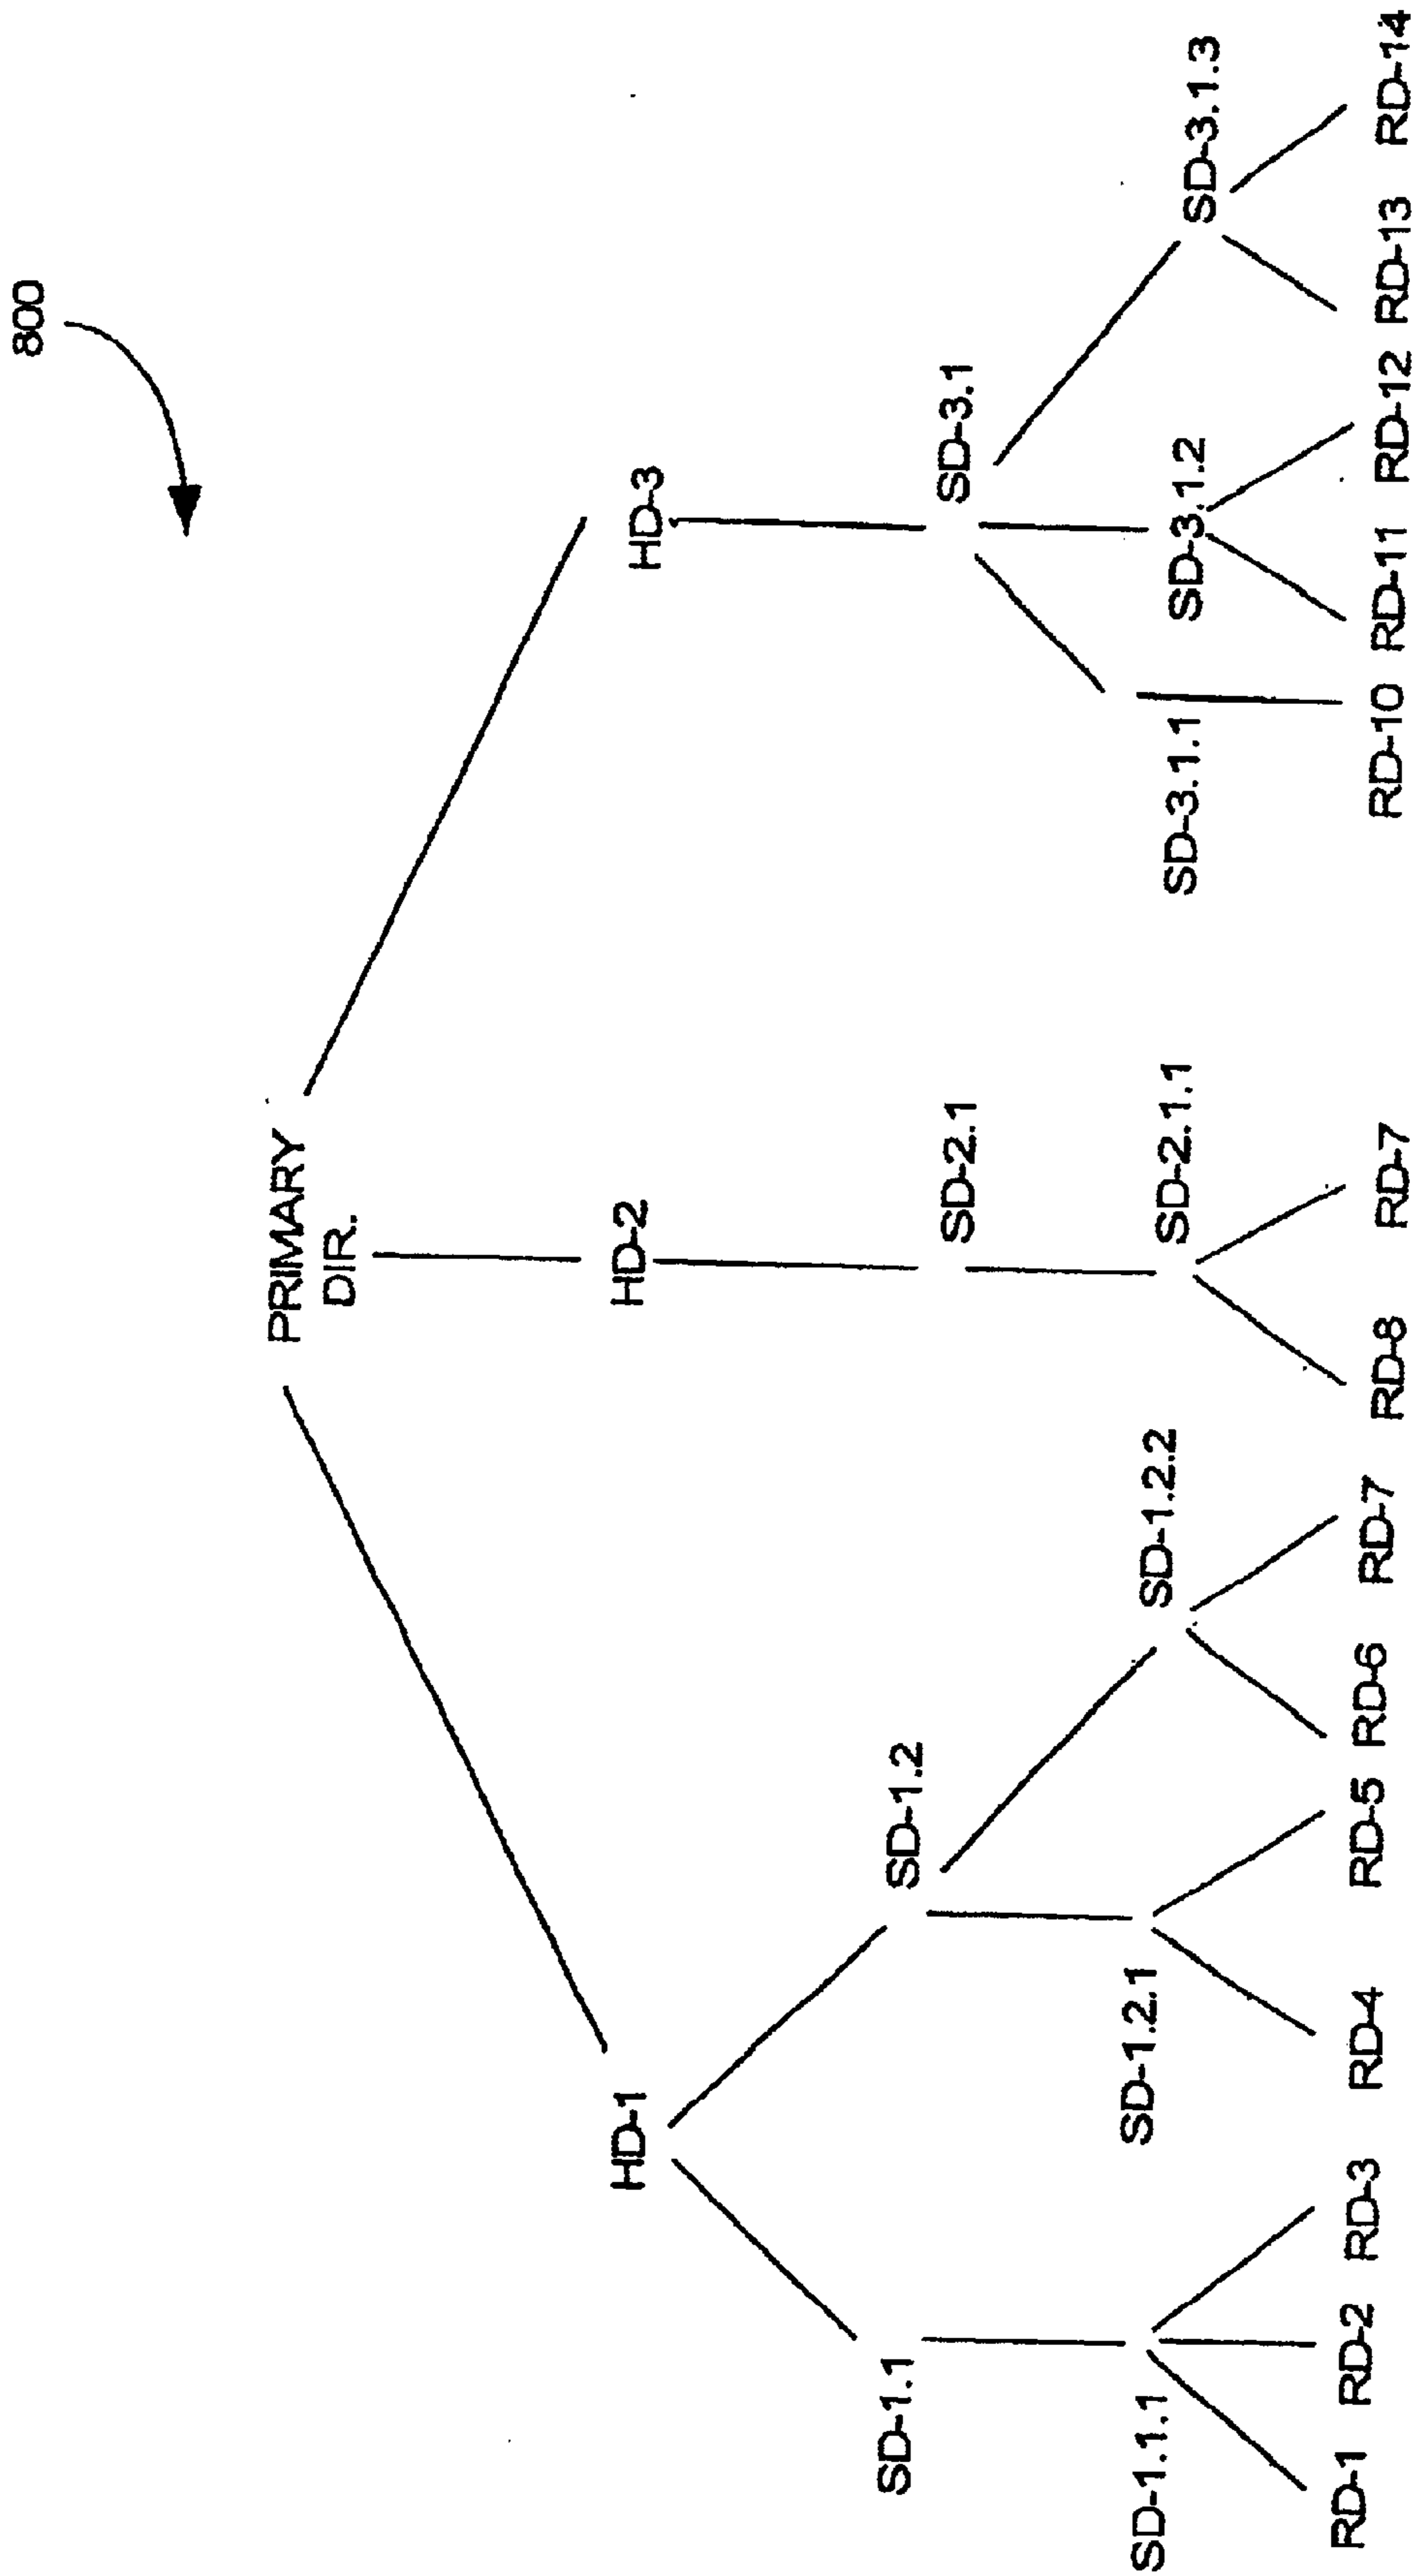 800
PRIMARY
DIR.
HD-1
HD-2
HD-3
SD-1.1
SD-1.2
SD-2.1
SD-3.1
SD-1.1.1
SD-1.2.1
SD-1.2.2
SD-2.1.1
SD-3.1.1
SD-3.1.2
SD-3.1.3
RD-1
RD-2
RD-3
RD-4
RD-5
RD-6
RD-7
RD-8
RD-7
RD-10
RD-11
RD-12
RD-13
RD-14